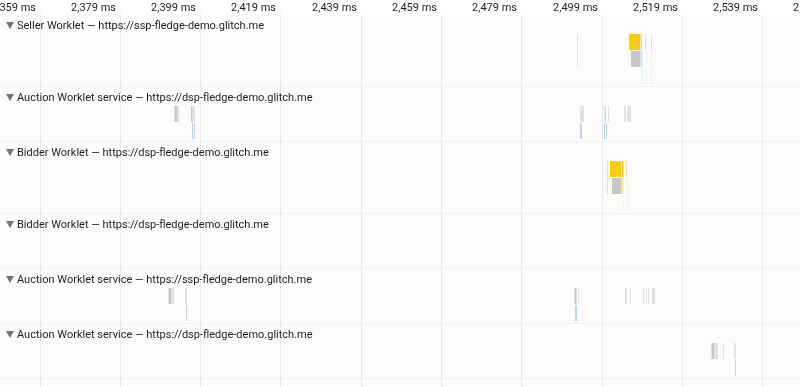 359 ms 2,379 ms 2,399 ms 2,419 ms 2,439 ms 2,459 ms 2,479 ms 2,499 ms 2,519 ms 2,539 ms 2,
Seller Worklet — https://ssp-fledge-demo.glitch.me
Auction Worklet service — https://dsp-fledge-demo.glitch.me
Bidder Worklet — https://dsp-fledge-demo.glitch.me
Bidder Worklet — https://dsp-fledge-demo.glitch.me
Auction Worklet service — https://ssp-fledge-demo.glitch.me
Auction Worklet service — https://dsp-fledge-demo.glitch.me